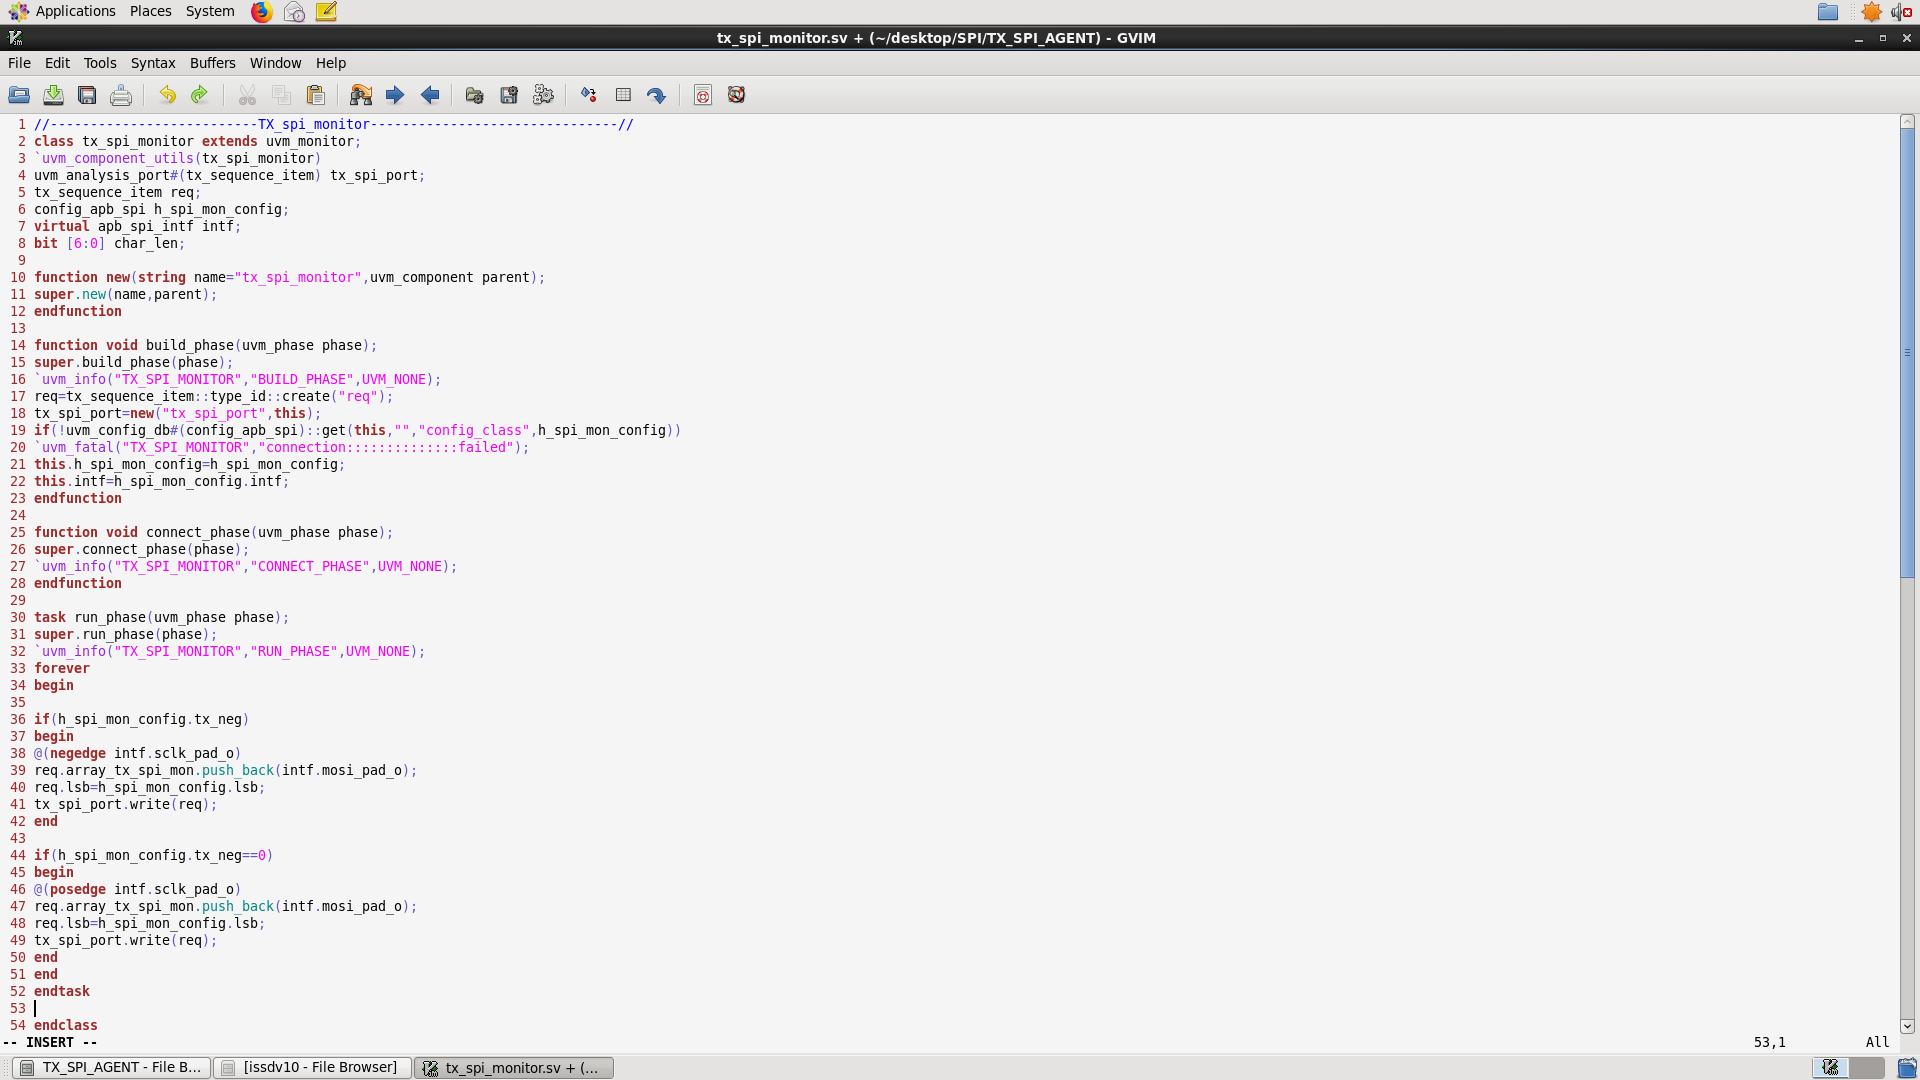 Applications Places System
tx_spi_monitor.sv + (~/desktop/SPI/TX_SPI_AGENT) - GVIM
File Edit Tools Syntax Buffers Window Help
1 //--------------------------TX_spi_monitor-------------------------------//
2 class tx_spi_monitor extends uvm_monitor;
3 `uvm_component_utils(tx_spi_monitor)
4 uvm_analysis_port#(tx_sequence_item) tx_spi_port;
5 tx_sequence_item req;
6 config_apb_spi h_spi_mon_config;
7 virtual apb_spi_intf intf;
8 bit [6:0] char_len;
9
10 function new(string name="tx_spi_monitor",uvm_component parent);
11 super.new(name,parent);
12 endfunction
13
14 function void build_phase(uvm_phase phase);
15 super.build_phase(phase);
16 `uvm_info("TX_SPI_MONITOR","BUILD_PHASE",UVM_NONE);
17 req=tx_sequence_item::type_id::create("req");
18 tx_spi_port=new("tx_spi_port",this);
19 if(!uvm_config_db#(config_apb_spi)::get(this,"","config_class",h_spi_mon_config))
20 `uvm_fatal("TX_SPI_MONITOR","connection::::::::::::::failed");
21 this.h_spi_mon_config=h_spi_mon_config;
22 this.intf=h_spi_mon_config.intf;
23 endfunction
24
25 function void connect_phase(uvm_phase phase);
26 super.connect_phase(phase);
27 `uvm_info("TX_SPI_MONITOR","CONNECT_PHASE",UVM_NONE);
28 endfunction
29
30 task run_phase(uvm_phase phase);
31 super.run_phase(phase);
32 `uvm_info("TX_SPI_MONITOR","RUN_PHASE",UVM_NONE);
33 forever
34 begin
35
36 if(h_spi_mon_config.tx_neg)
37 begin
38 @(negedge intf.sclk_pad_o)
39 req.array_tx_spi_mon.push_back(intf.mosi_pad_o);
40 req.lsb=h_spi_mon_config.lsb;
41 tx_spi_port.write(req);
42 end
43
44 if(h_spi_mon_config.tx_neg==0)
45 begin
46 @(posedge intf.sclk_pad_o)
47 req.array_tx_spi_mon.push_back(intf.mosi_pad_o);
48 req.lsb=h_spi_mon_config.lsb;
49 tx_spi_port.write(req);
50 end
51 end
52 endtask
53
54 endclass
-- INSERT -- 53,1 All
TX_SPI_AGENT - File B... [issdv10 - File Browser] tx_spi_monitor.sv + (...